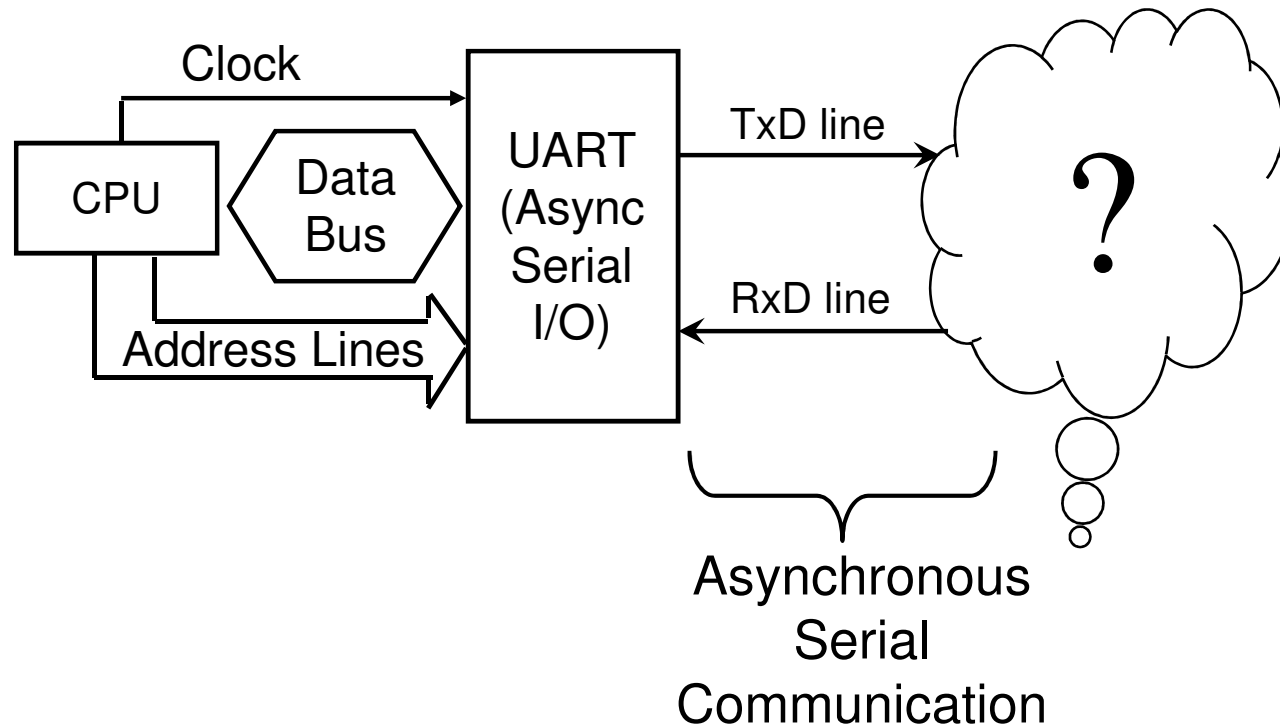 Clock
CPU
Data
Bus
Address Lines
UART
(Async
Serial
I/O)
TxD line
RxD line
?
Asynchronous
Serial
Communication